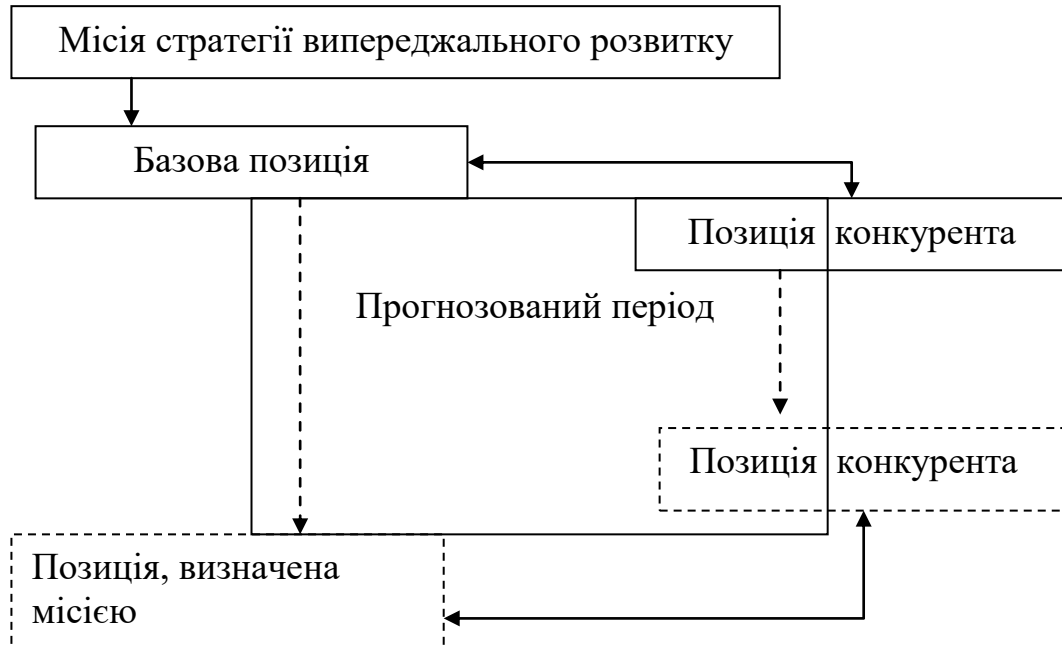 Місія стратегії випереджального розвитку
Базова позиція
Позиція конкурента
Прогнозований період
Позиція конкурента
Позиція, визначена
місією